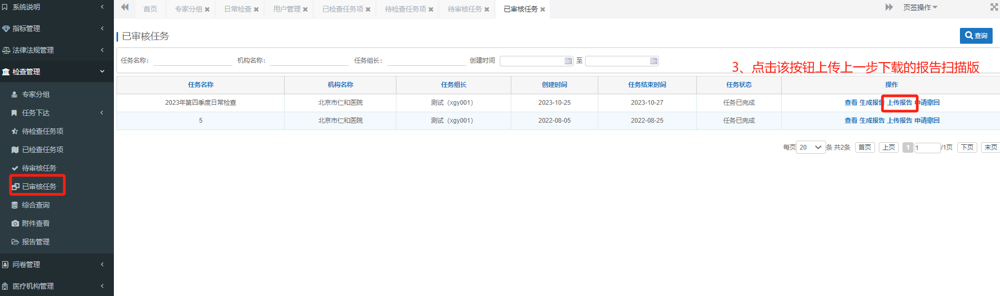 系统说明
指标管理
法律法规管理
检查管理
专家分组
任务下达
待检查任务项
已检查任务项
待审核任务
已审核任务
综合查询
附件查看
报告管理
问卷管理
医疗机构管理
首页 专家分组 日常检查 用户管理 已检查任务项 待检查任务项 待审核任务 已审核任务 页签操作
已审核任务 查询
任务名称： 机构名称： 任务组长： 创建时间 至
3、点击该按钮上传上一步下载的报告扫描版
任务名称 机构名称 任务组长 创建时间 任务结束时间 任务状态 操作
2023年第四季度日常检查 北京市仁和医院 测试（xgy001） 2023-10-25 2023-10-27 任务已完成 查看 生成报告 上传报告 申请撤回
5 北京市仁和医院 测试（xgy001） 2022-08-05 2022-08-25 任务已完成 查看 生成报告 上传报告 申请撤回
每页 20 条 共2条 首页 上页 1 1 /1页 下页 末页